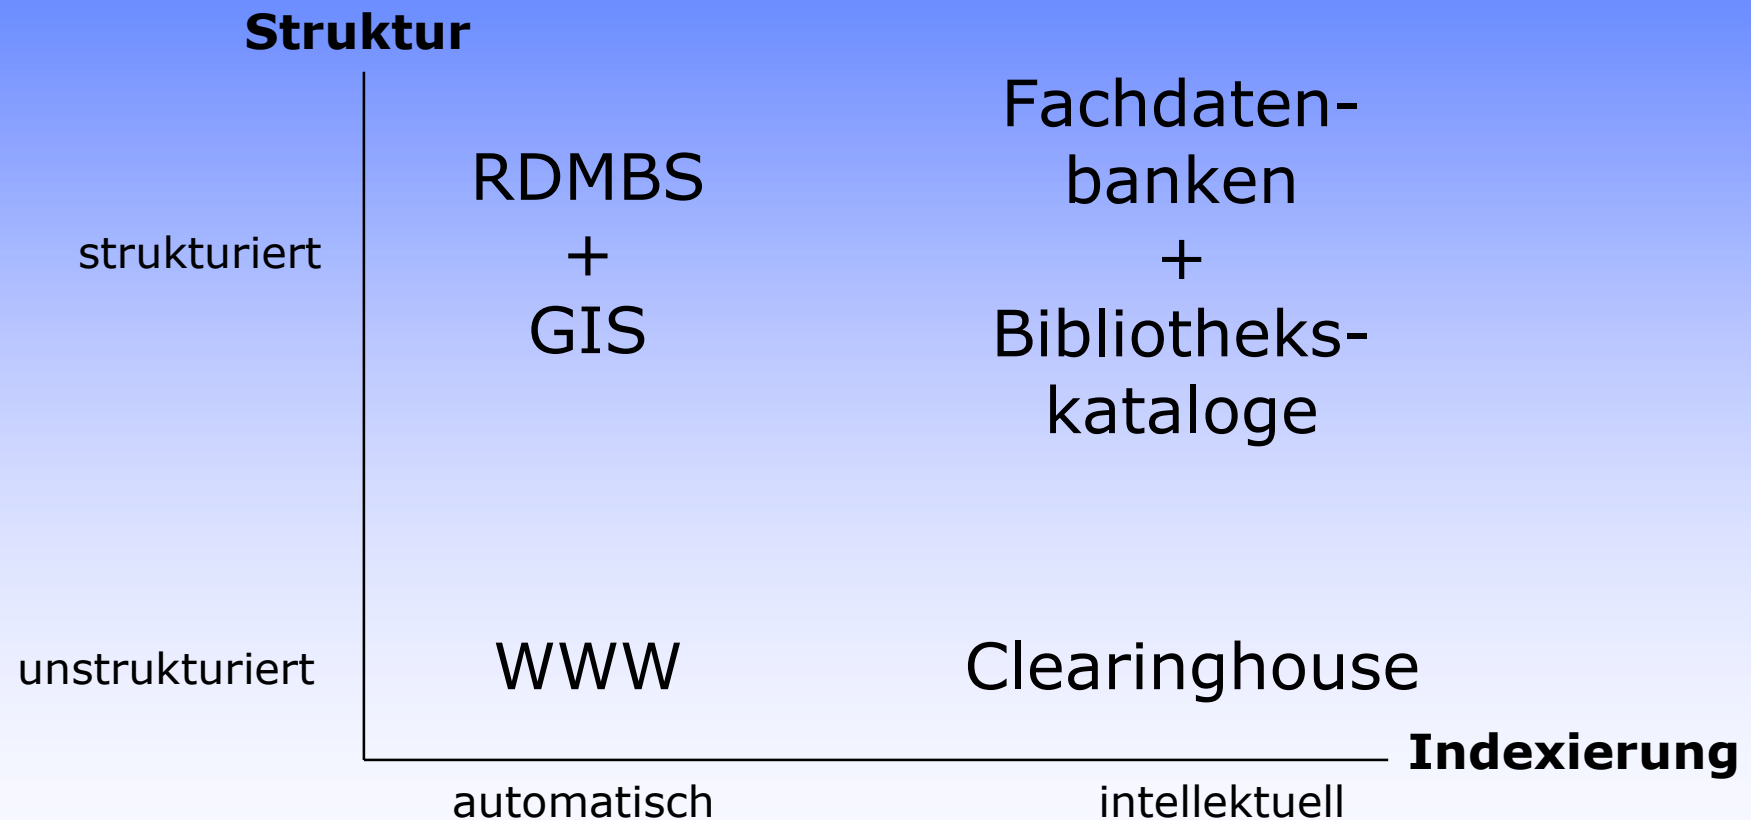 Struktur
Fachdaten-
banken
+
Bibliotheks-
kataloge
RDMBS
+
GIS
strukturiert
unstrukturiert
WWW
Clearinghouse
Indexierung
automatisch
intellektuell